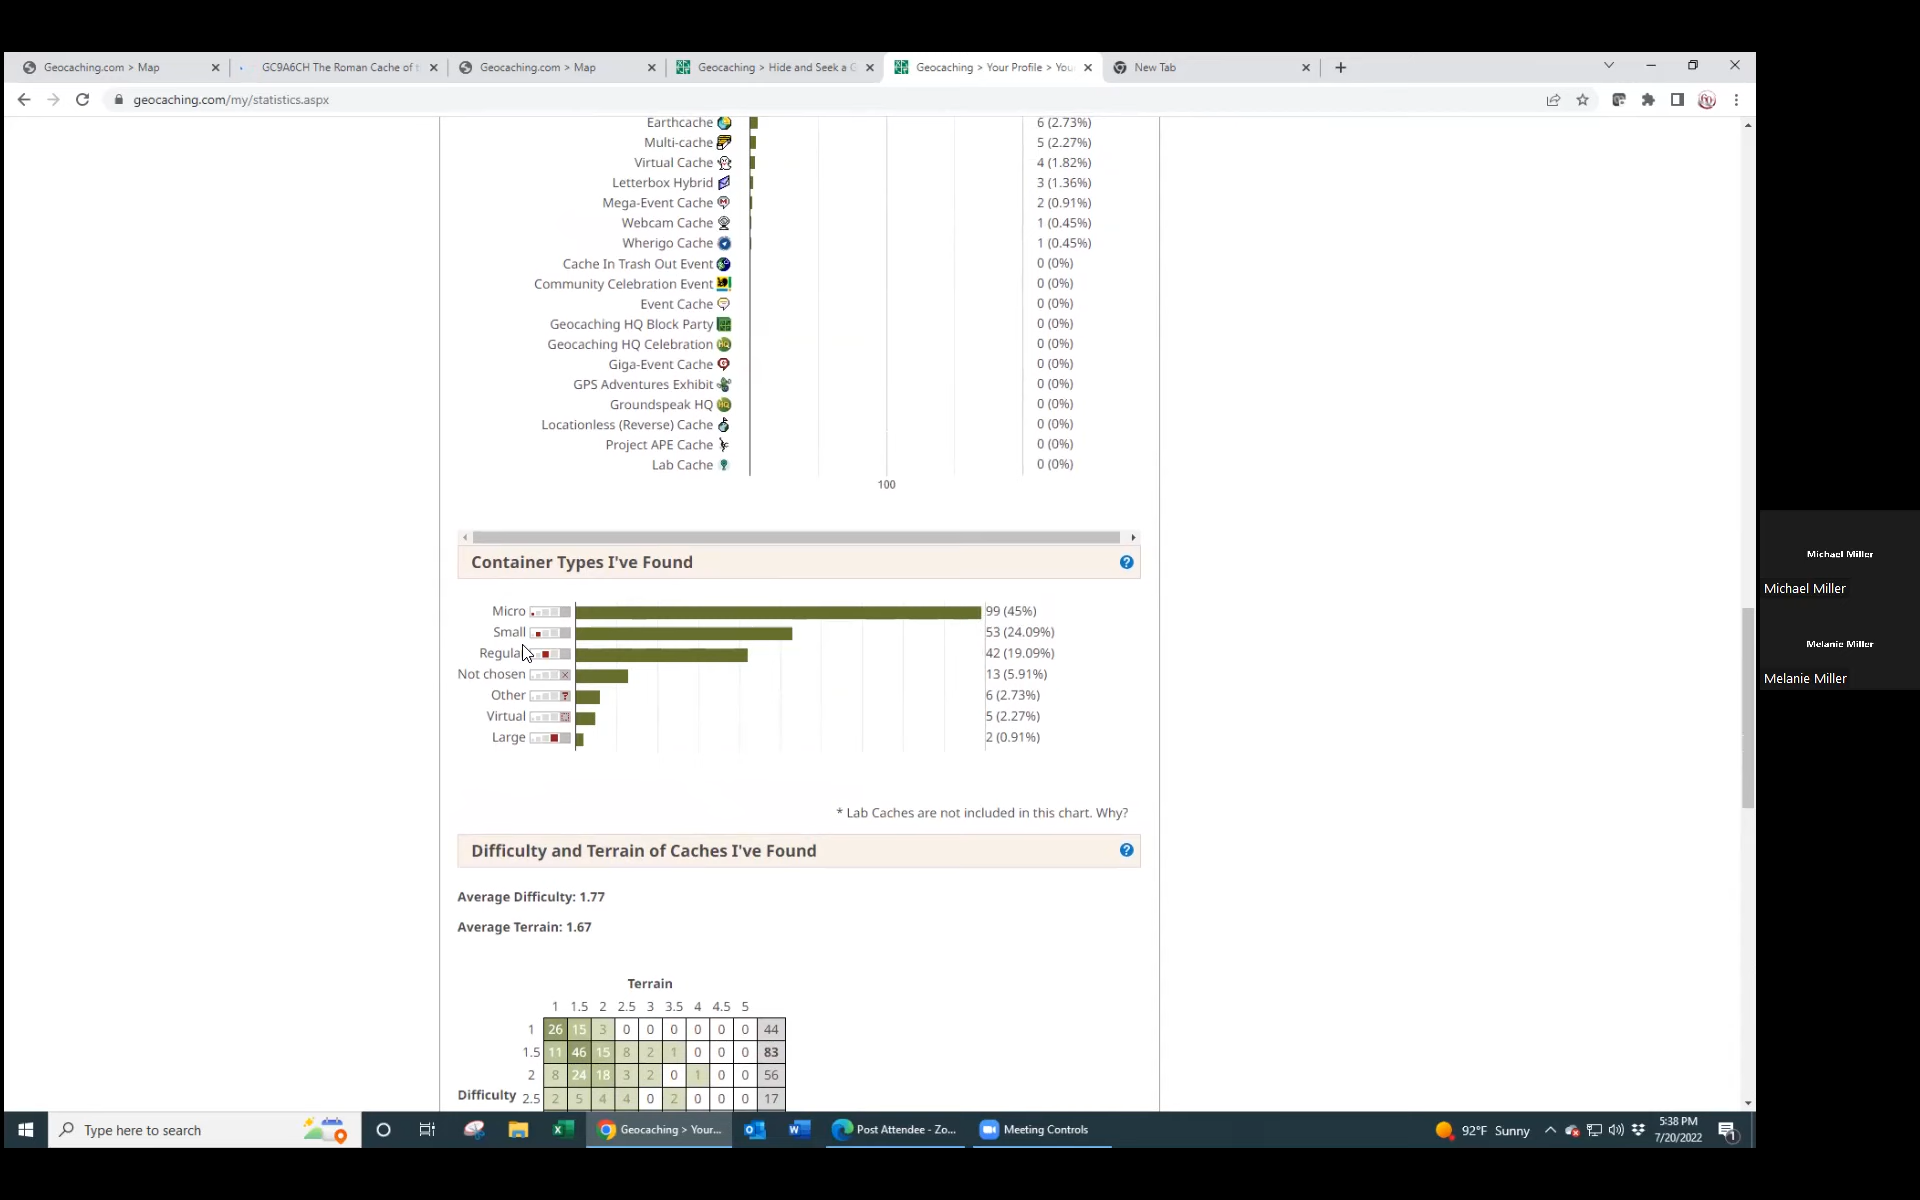 Geocaching.com > Map
GC9A6CH The Roman Cache of
Geocaching.com > Map
Geocaching > Hide and Seek a G
Geocaching > Your Profile > You
New Tab
geocaching.com/my/statistics.aspx
Earthcache 6 (2.73%)
Multi-cache 5 (2.27%)
Virtual Cache 4 (1.82%)
Letterbox Hybrid 3 (1.36%)
Mega-Event Cache 2 (0.91%)
Webcam Cache 1 (0.45%)
Wherigo Cache 1 (0.45%)
Cache In Trash Out Event 0 (0%)
Community Celebration Event 0 (0%)
Event Cache 0 (0%)
Geocaching HQ Block Party 0 (0%)
Geocaching HQ Celebration 0 (0%)
Giga-Event Cache 0 (0%)
GPS Adventures Exhibit 0 (0%)
Groundspeak HQ 0 (0%)
Locationless (Reverse) Cache 0 (0%)
Project APE Cache 0 (0%)
Lab Cache 0 (0%)
100
Container Types I've Found
Micro 99 (45%)
Small 53 (24.09%)
Regula 42 (19.09%)
Not chosen 13 (5.91%)
Other 6 (2.73%)
Virtual 5 (2.27%)
Large 2 (0.91%)
* Lab Caches are not included in this chart. Why?
Difficulty and Terrain of Caches I've Found
Average Difficulty: 1.77
Average Terrain: 1.67
Terrain
1 1.5 2 2.5 3 3.5 4 4.5 5
1 26 15 3 0 0 0 0 0 0 44
1.5 11 46 15 8 2 1 0 0 0 83
2 8 24 18 3 2 0 1 0 0 56
Difficulty 2.5 2 5 4 4 0 2 0 0 0 17
Michael Miller
Michael Miller
Melanie Miller
Melanie Miller
Type here to search
Geocaching > Your...
Post Attendee - Zo...
Meeting Controls
92°F Sunny
5:38 PM
7/20/2022